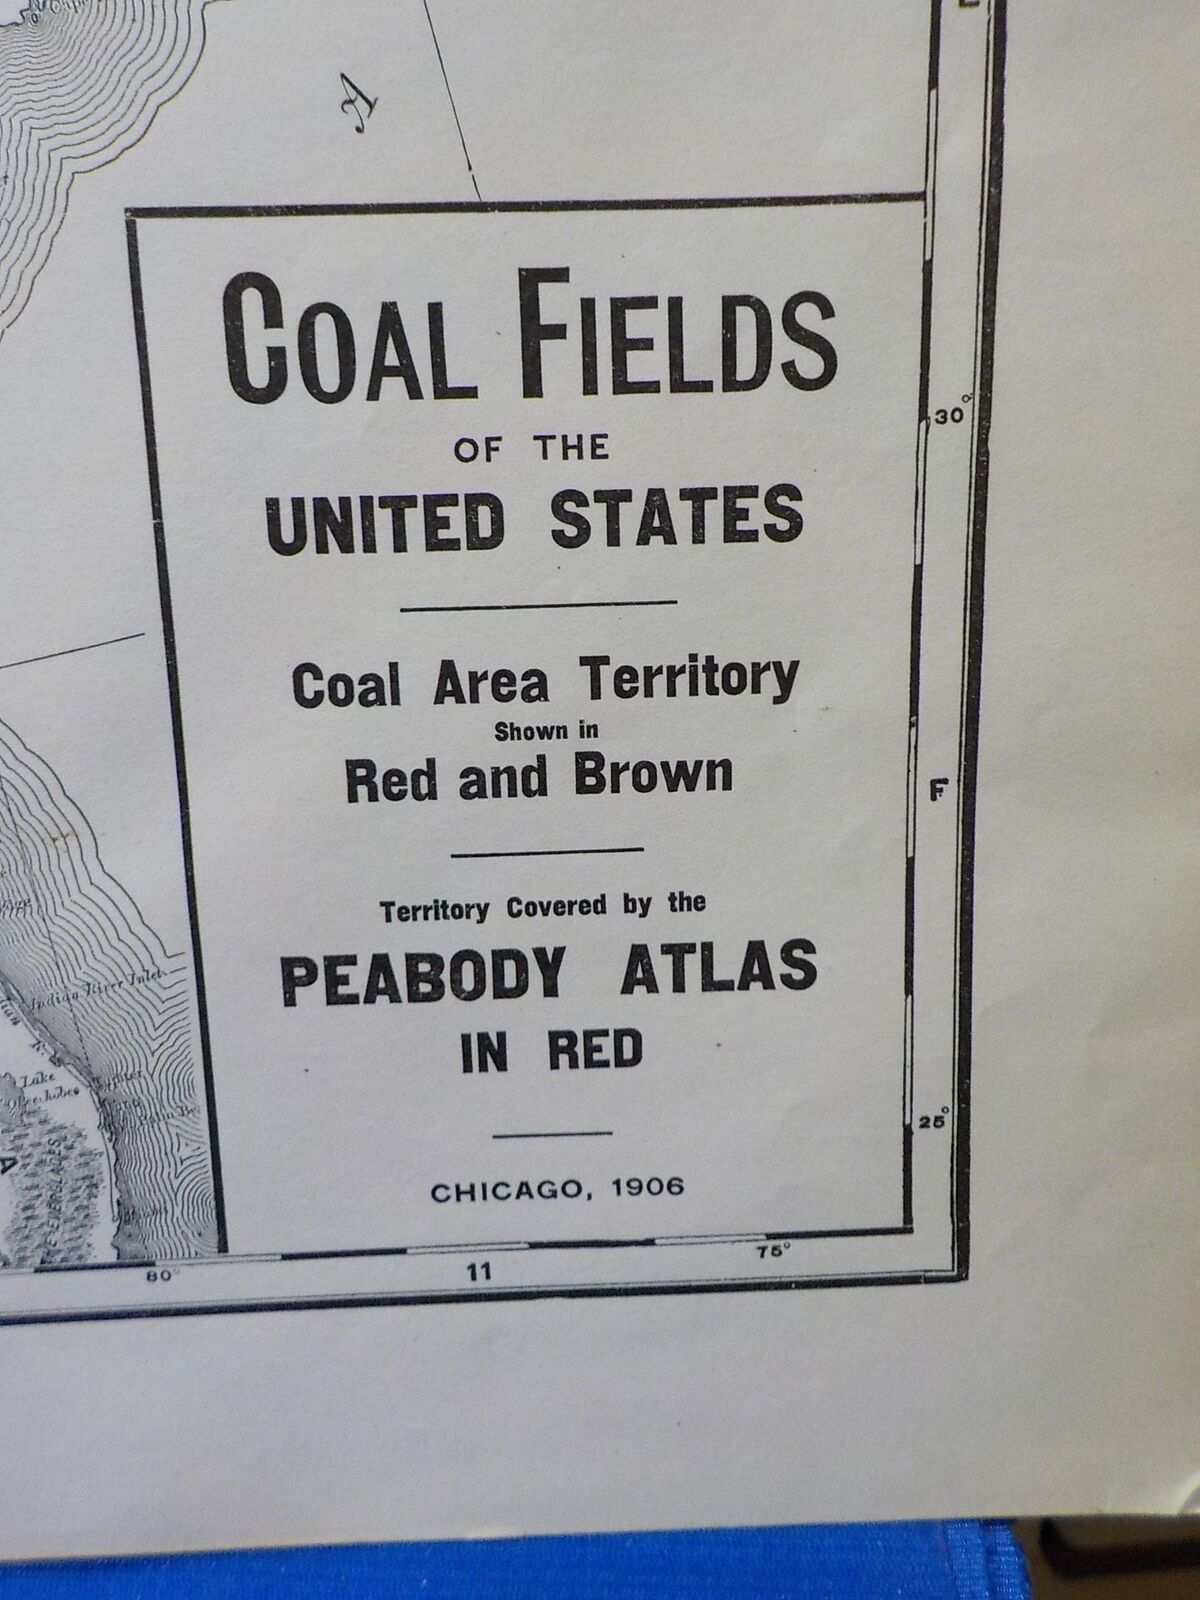 COAL FIELDS
OF THE
UNITED STATES
Coal Area Territory
Shown in
Red and Brown
Territory Covered by the
PEABODY ATLAS
IN RED
CHICAGO, 1906
30°
F
25°
80°
11
75°
Indian River Inlet
Lake